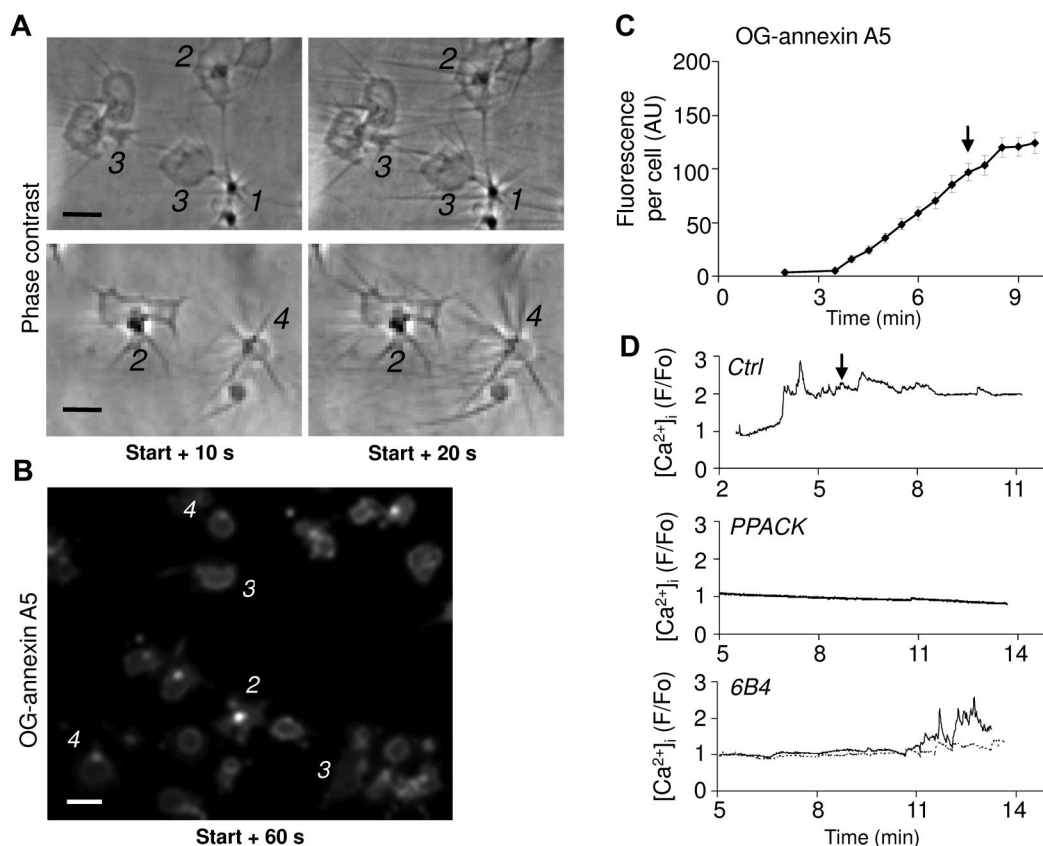 A
Phase contrast
2
3
3
1
2
3
3
1
2
4
2
4
Start + 10 s
Start + 20 s
B
OG-annexin A5
4
3
2
4
3
Start + 60 s
C
OG-annexin A5
Fluorescence
per cell (AU)
200
150
100
50
0
0 3 6 9
Time (min)
D
Ctrl
[Ca²⁺]ᵢ (F/Fo)
3
2
1
0
2 5 8 11
PPACK
[Ca²⁺]ᵢ (F/Fo)
3
2
1
0
5 8 11 14
6B4
[Ca²⁺]ᵢ (F/Fo)
3
2
1
0
5 8 11 14
Time (min)